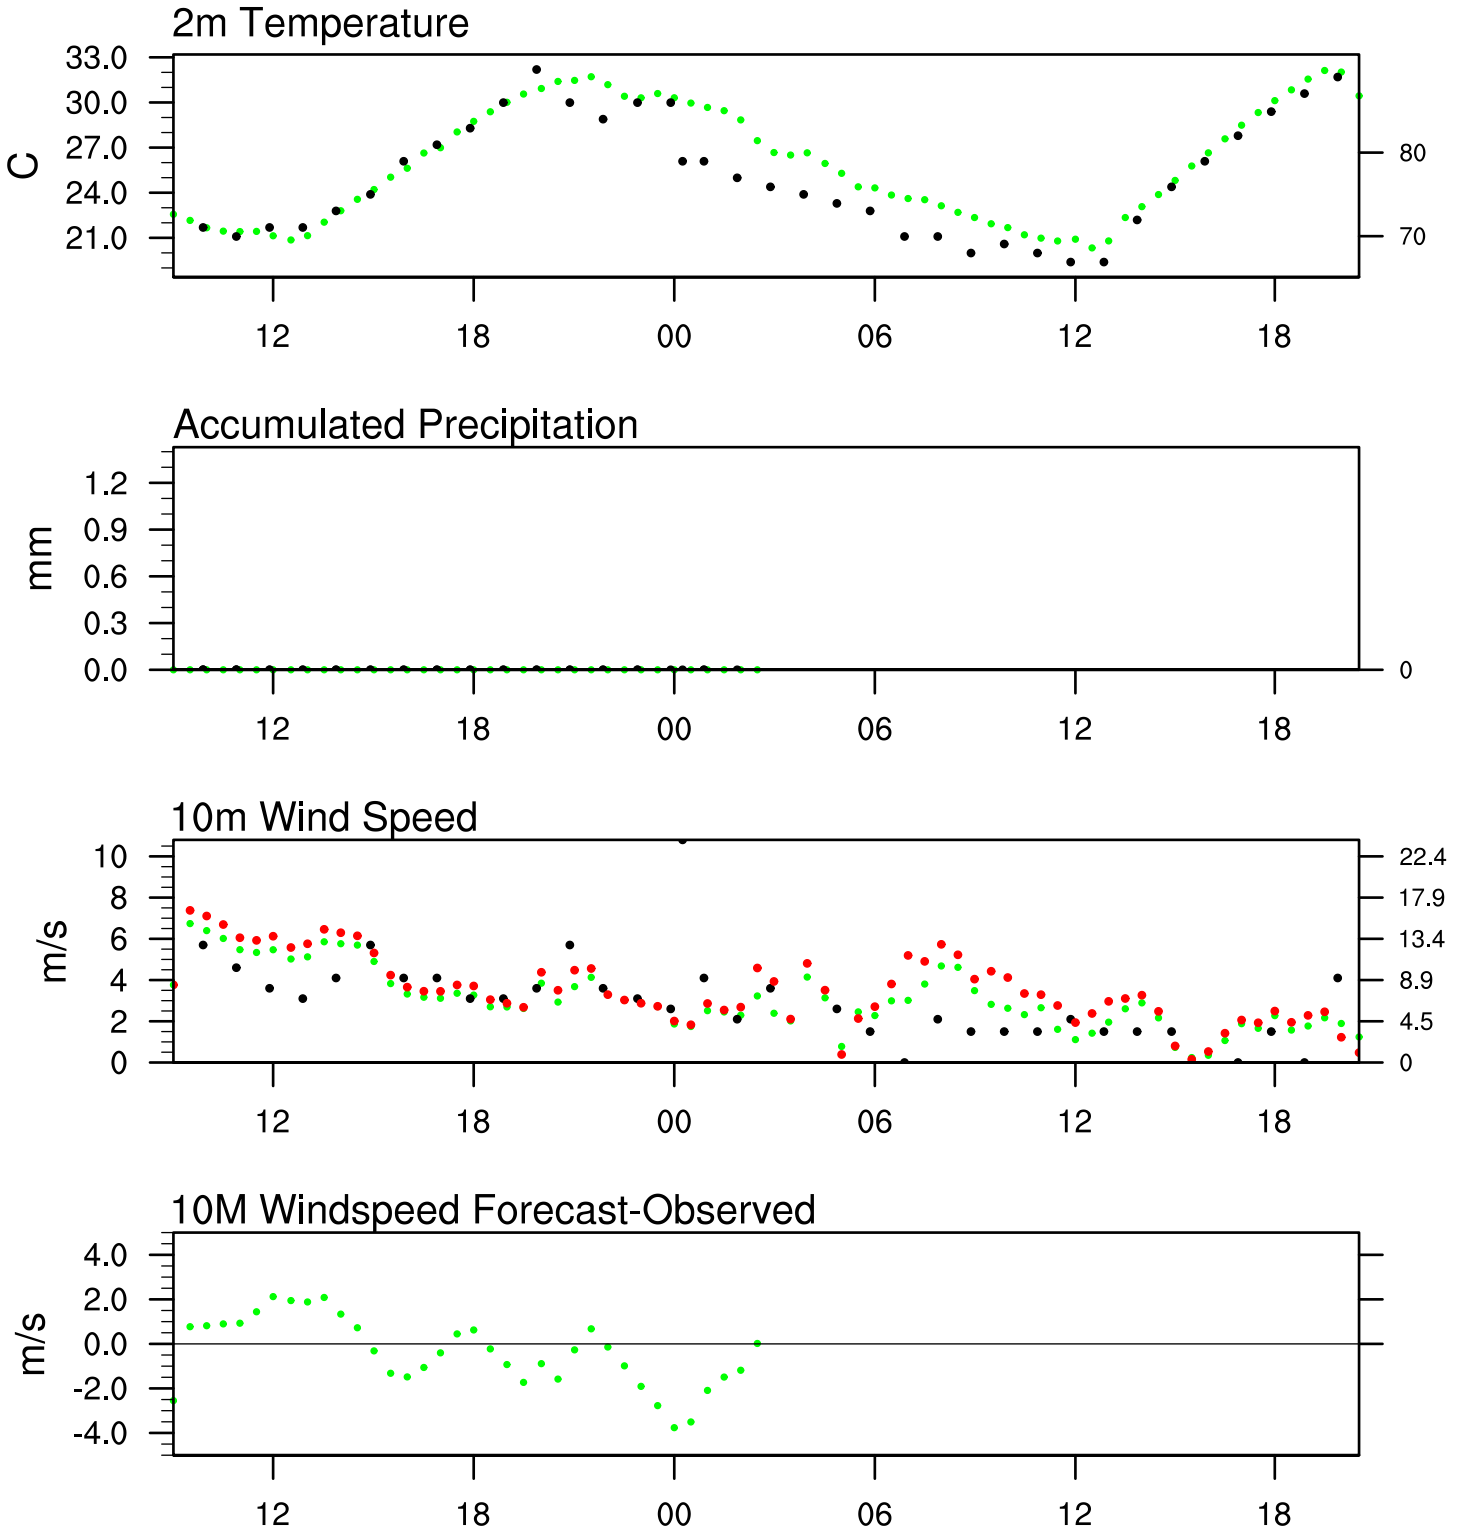 2m Temperature
33.0
30.0
27.0
24.0
21.0
C
80
70
12 18 00 06 12 18
Accumulated Precipitation
1.2
0.9
0.6
0.3
0.0
mm
0
12 18 00 06 12 18
10m Wind Speed
10
8
6
4
2
0
m/s
22.4
17.9
13.4
8.9
4.5
0
12 18 00 06 12 18
10M Windspeed Forecast-Observed
4.0
2.0
0.0
-2.0
-4.0
m/s
12 18 00 06 12 18